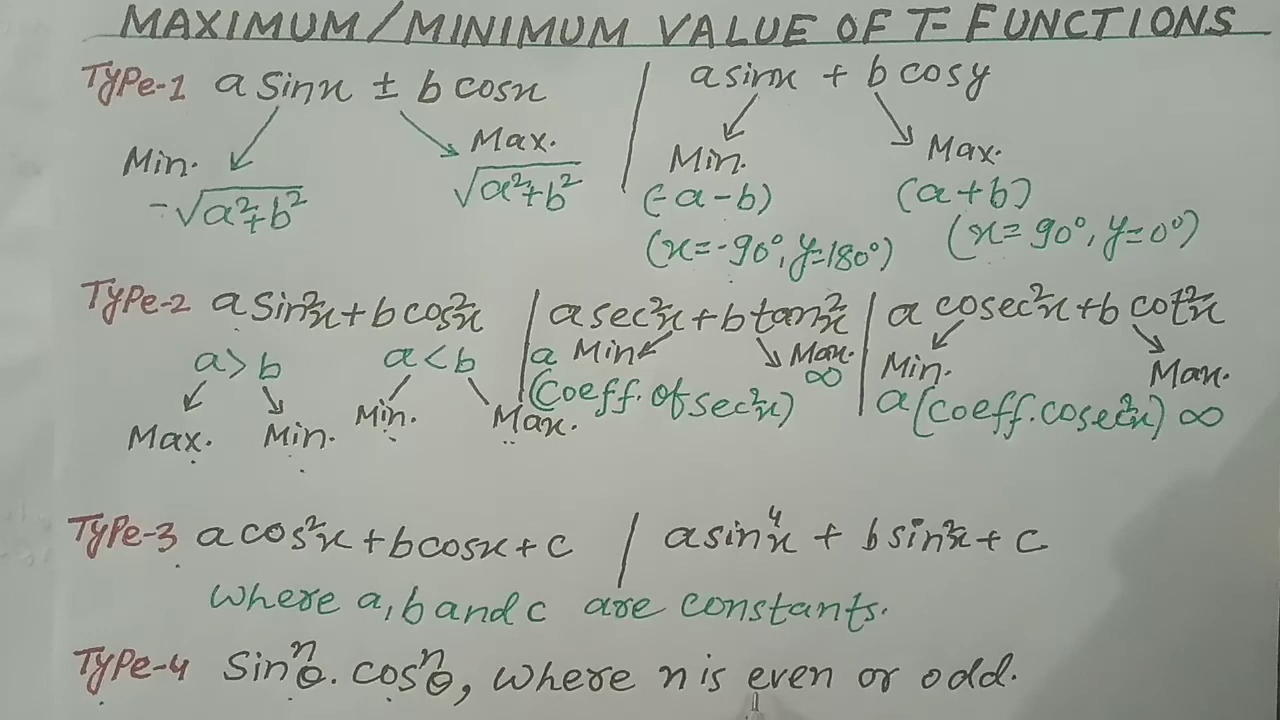 MAXIMUM/MINIMUM VALUE OF T- FUNCTIONS
TYPe-1 a Sinx ± b cosx | a sinx + b cosy
Min. Max. Min. Max.
-√a²+b² √a²+b² (-a-b) (a+b)
(x=-90°, y=180°) (x=90°, y=0°)
TYPe-2 a Sin²x + b cos²x | a sec²x + b tan²x | a cosec²x + b cot²x
a>b a<b a Min Max. Min. Max.
Max. Min. Min. Max. (Coeff. of sec²x) ∞ a (coeff. cosec²x) ∞
TYPe-3 a cos²x + b cosx + c | a sin⁴x + b sin²x + c
where a, b and c are constants.
TYPe-4 Sinⁿθ. cosⁿθ, where n is even or odd.